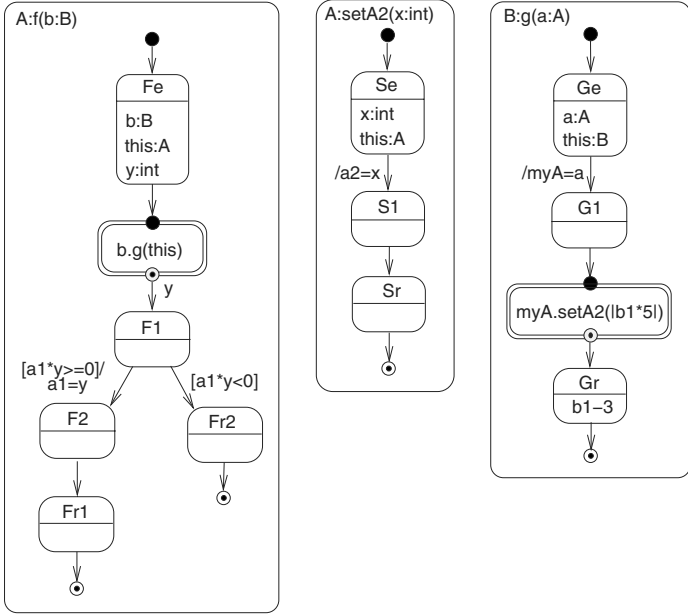 A:f(b:B)
Fe
b:B
this:A
y:int
b.g(this)
y
F1
[a1*y>=0]/
a1=y
[a1*y<0]
F2
Fr2
Fr1
A:setA2(x:int)
Se
x:int
this:A
/a2=x
S1
Sr
B:g(a:A)
Ge
a:A
this:B
/myA=a
G1
myA.setA2(|b1*5|)
Gr
b1−3